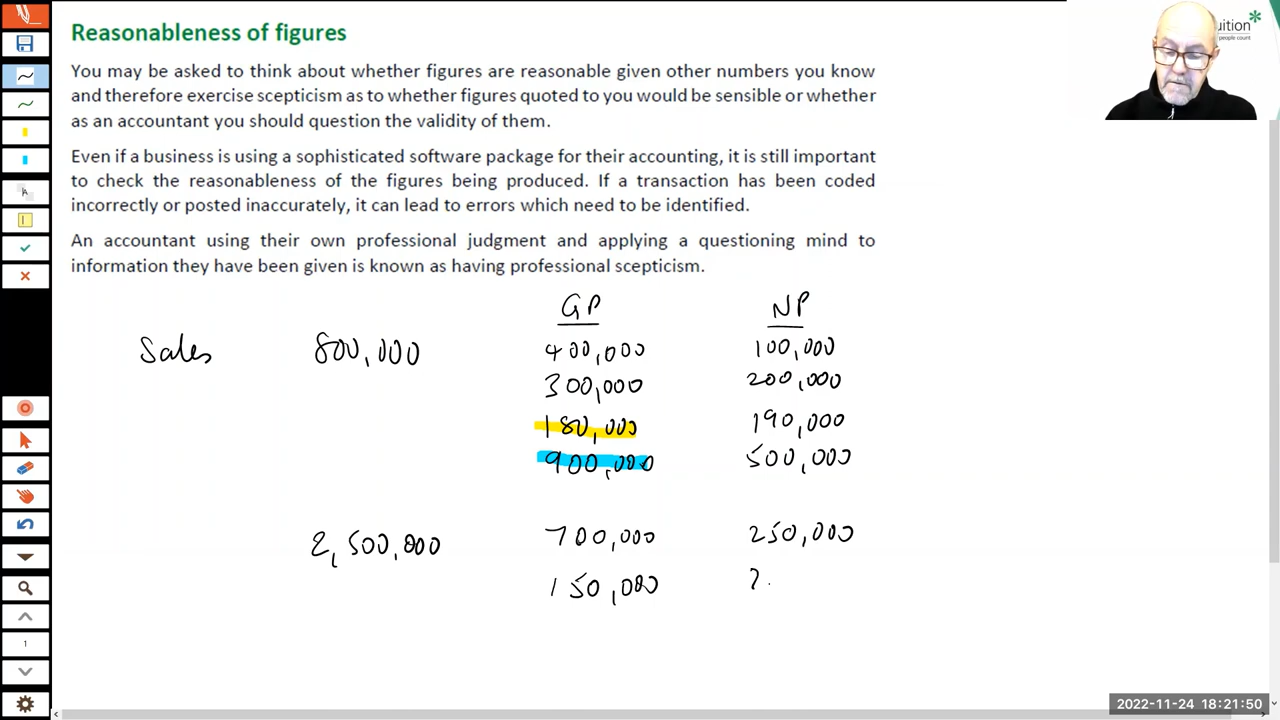 Reasonableness of figures
You may be asked to think about whether figures are reasonable given other numbers you know
and therefore exercise scepticism as to whether figures quoted to you would be sensible or whether
as an accountant you should question the validity of them.
Even if a business is using a sophisticated software package for their accounting, it is still important
to check the reasonableness of the figures being produced. If a transaction has been coded
incorrectly or posted inaccurately, it can lead to errors which need to be identified.
An accountant using their own professional judgment and applying a questioning mind to
information they have been given is known as having professional scepticism.
GP NP
Sales 800,000 400,000 100,000
300,000 200,000
180,000 190,000
900,000 500,000
2,500,000 700,000 250,000
150,000
uition
people count
1
2022-11-24 18:21:50